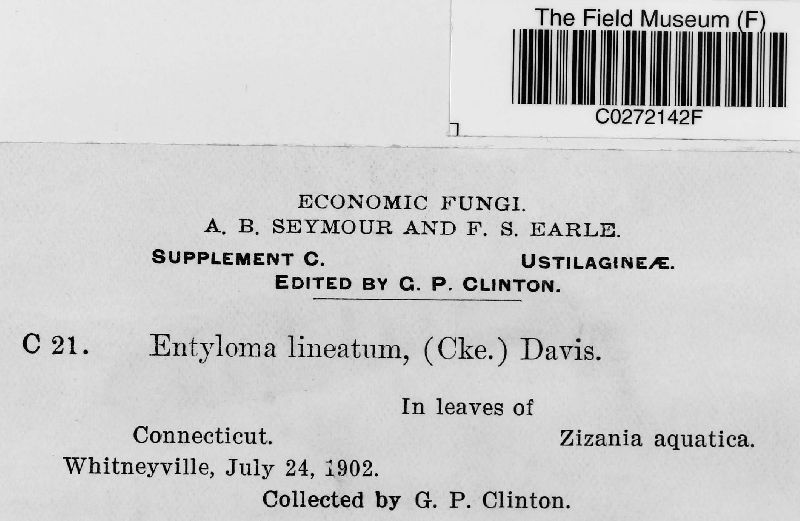 The Field Museum (F)
C0272142F
ECONOMIC FUNGI.
A. B. SEYMOUR AND F. S. EARLE.
SUPPLEMENT C. USTILAGINEÆ.
EDITED BY G. P. CLINTON.
C 21. Entyloma lineatum, (Cke.) Davis.
In leaves of
Connecticut. Zizania aquatica.
Whitneyville, July 24, 1902.
Collected by G. P. Clinton.